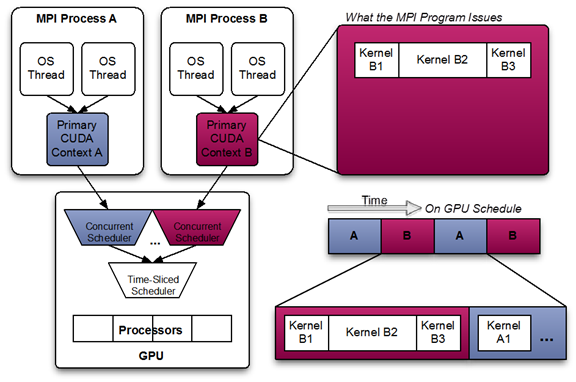 MPI Process A
OS
Thread
OS
Thread
Primary
CUDA
Context A
MPI Process B
OS
Thread
OS
Thread
Primary
CUDA
Context B
What the MPI Program Issues
Kernel
B1
Kernel B2
Kernel
B3
Concurrent
Scheduler
...
Concurrent
Scheduler
Time-Sliced
Scheduler
Processors
GPU
Time
On GPU Schedule
A
B
A
B
Kernel
B1
Kernel B2
Kernel
B3
Kernel
A1
...